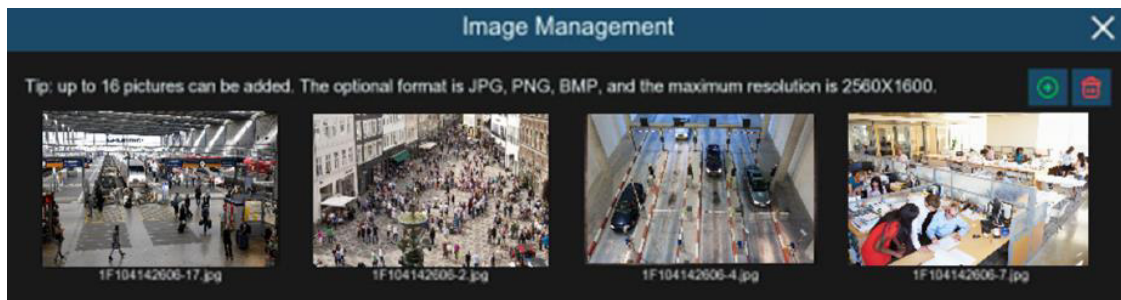 Image Management
Tip: up to 16 pictures can be added. The optional format is JPG, PNG, BMP, and the maximum resolution is 2560X1600.
1F104142606-17.jpg
1F104142606-2.jpg
1F104142606-4.jpg
1F104142606-7.jpg